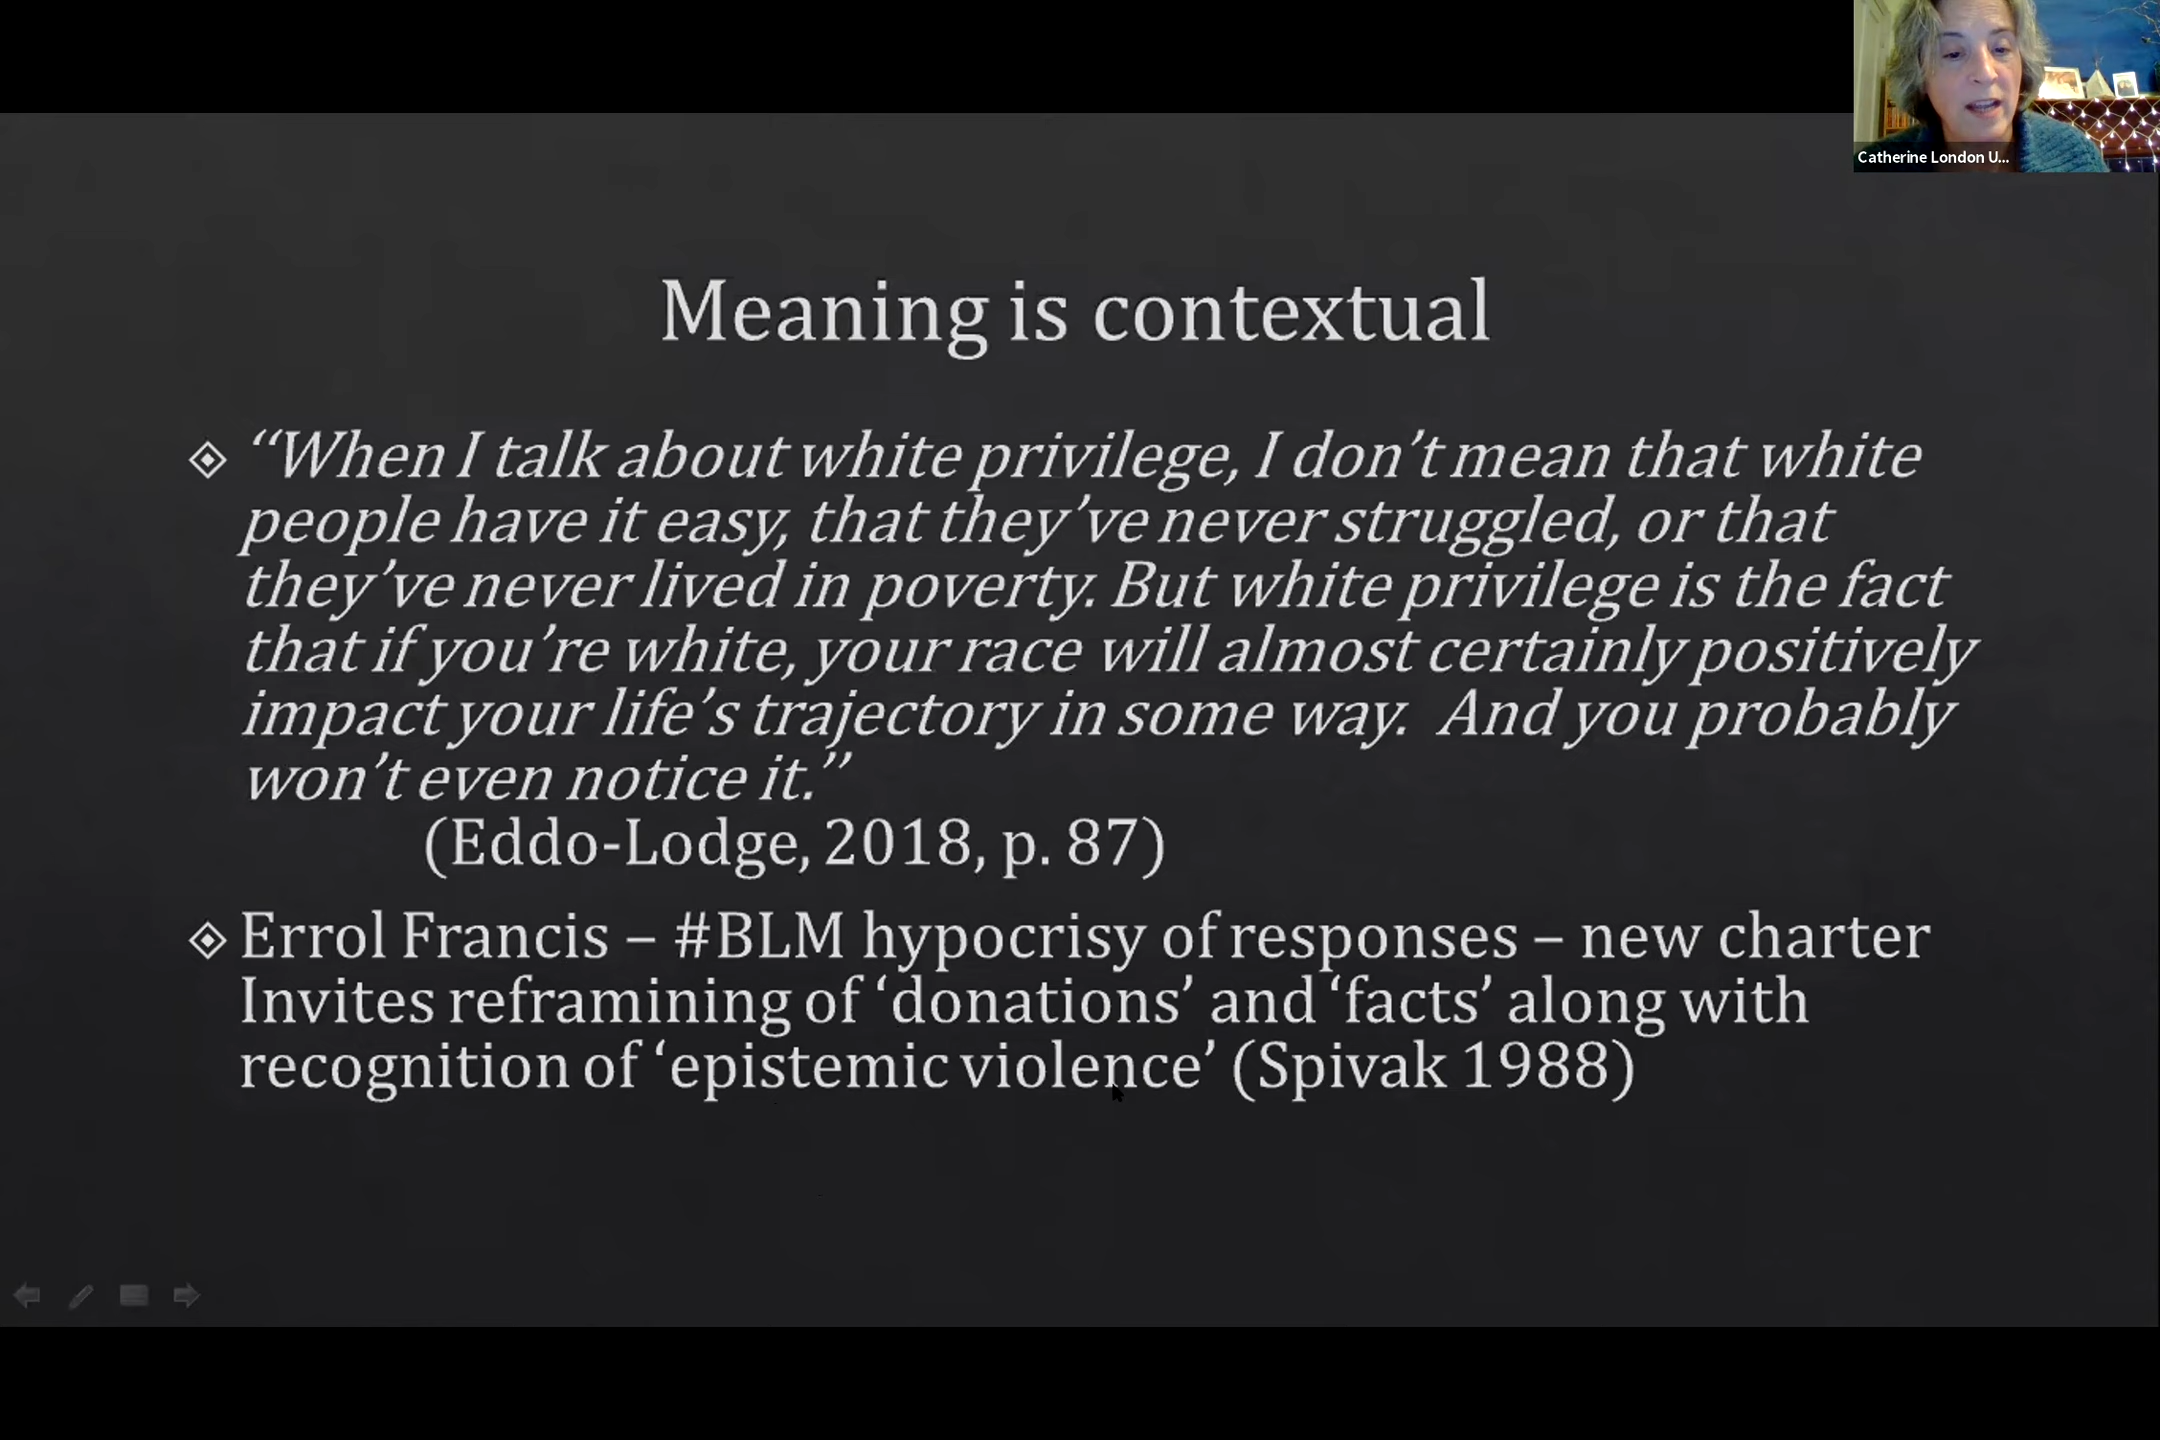 Catherine London U...
Meaning is contextual
“When I talk about white privilege, I don’t mean that white
people have it easy, that they’ve never struggled, or that
they’ve never lived in poverty. But white privilege is the fact
that if you’re white, your race will almost certainly positively
impact your life’s trajectory in some way.  And you probably
won’t even notice it.”
(Eddo-Lodge, 2018, p. 87)
Errol Francis – #BLM hypocrisy of responses – new charter
Invites reframining of ‘donations’ and ‘facts’ along with
recognition of ‘epistemic violence’ (Spivak 1988)